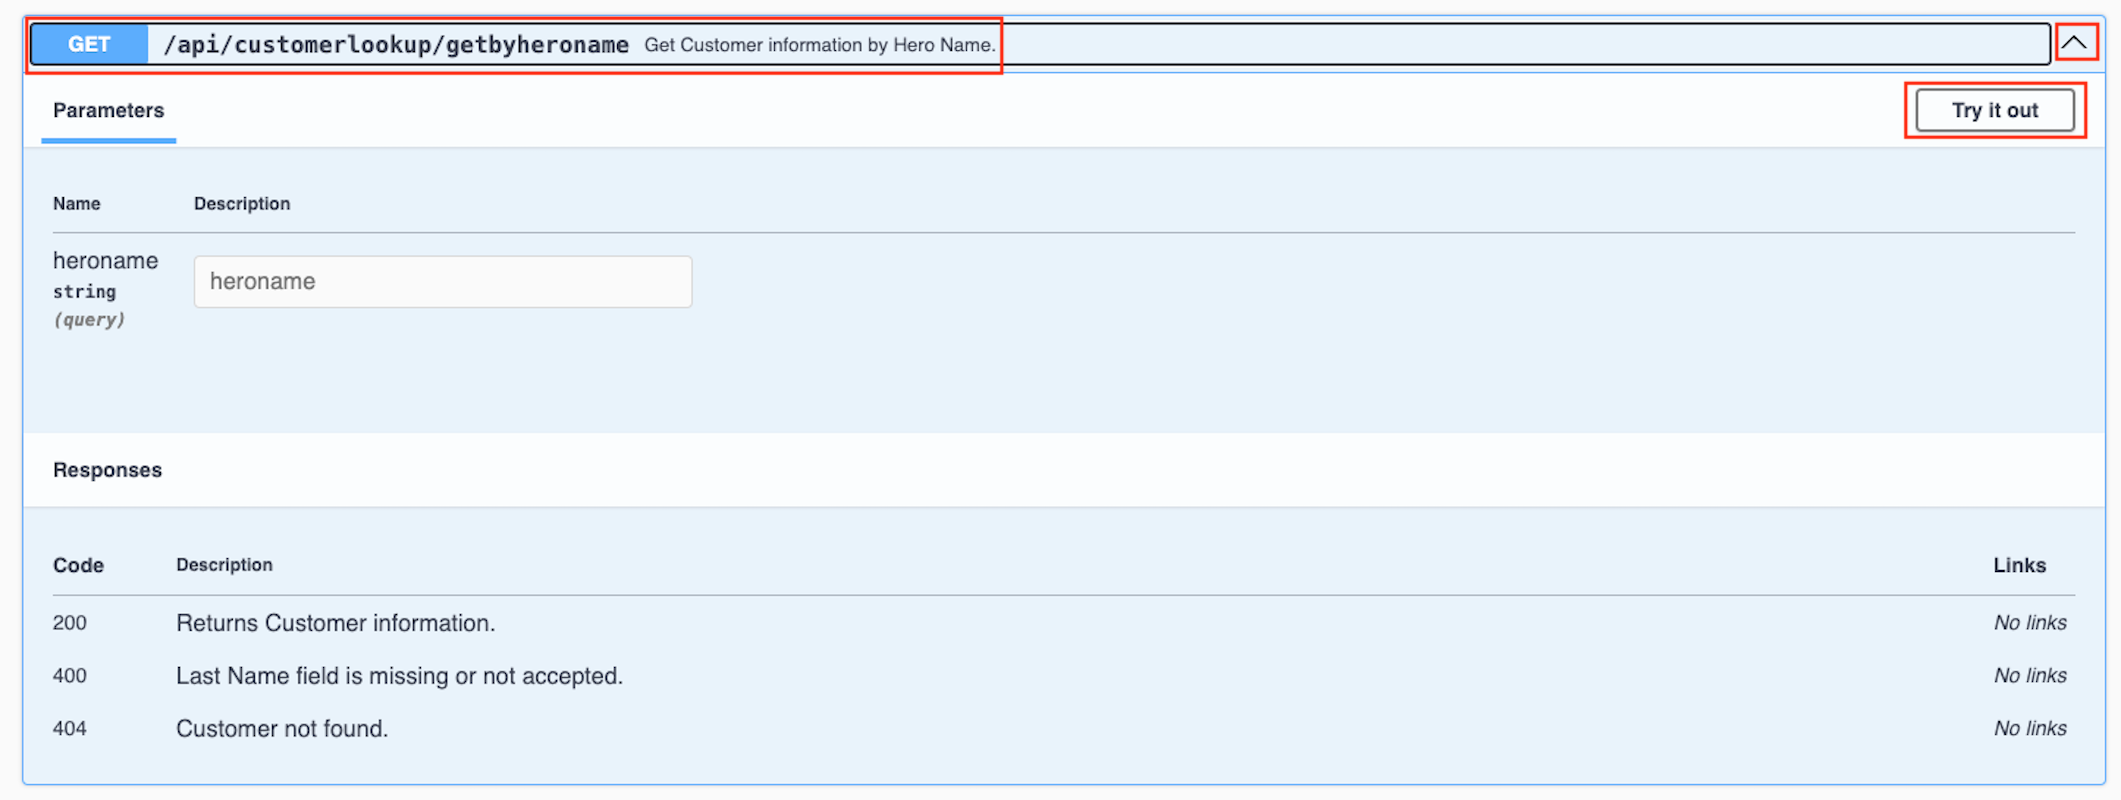 GET /api/customerlookup/getbyheroname Get Customer information by Hero Name.
Parameters Try it out
Name Description
heroname heroname
string
(query)
Responses
Code Description Links
200 Returns Customer information. No links
400 Last Name field is missing or not accepted. No links
404 Customer not found. No links